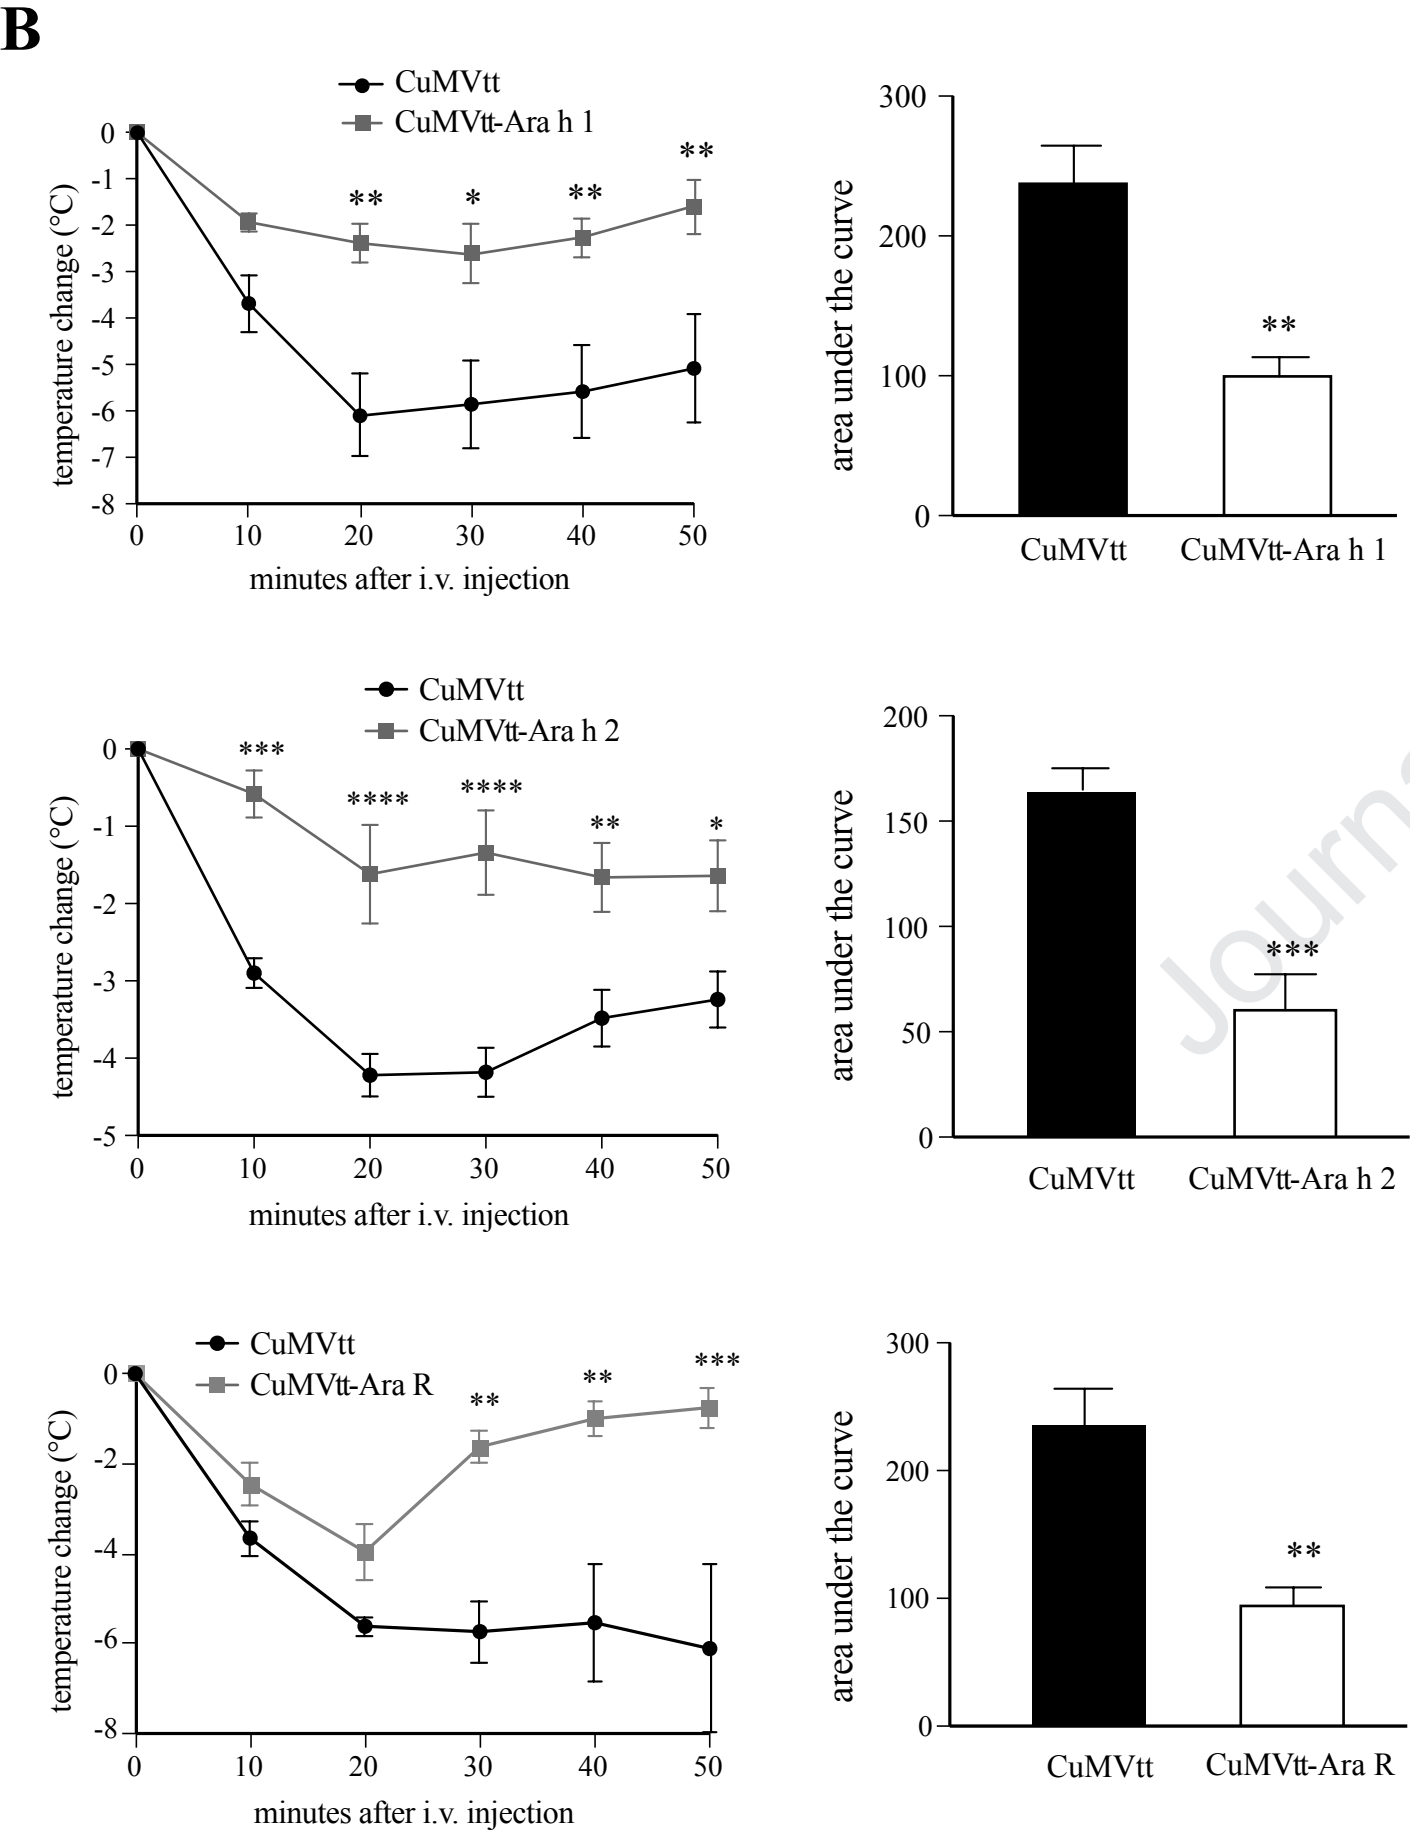 B
CuMVtt
CuMVtt-Ara h 1
temperature change (°C)
0
-1
-2
-3
-4
-5
-6
-7
-8
**
*
**
**
0 10 20 30 40 50
minutes after i.v. injection
area under the curve
300
200
100
0
**
CuMVtt CuMVtt-Ara h 1
CuMVtt
CuMVtt-Ara h 2
temperature change (°C)
0
-1
-2
-3
-4
-5
***
****
****
**
*
0 10 20 30 40 50
minutes after i.v. injection
area under the curve
200
150
100
50
0
***
CuMVtt CuMVtt-Ara h 2
CuMVtt
CuMVtt-Ara R
temperature change (°C)
0
-2
-4
-6
-8
**
**
***
0 10 20 30 40 50
minutes after i.v. injection
area under the curve
300
200
100
0
**
CuMVtt CuMVtt-Ara R